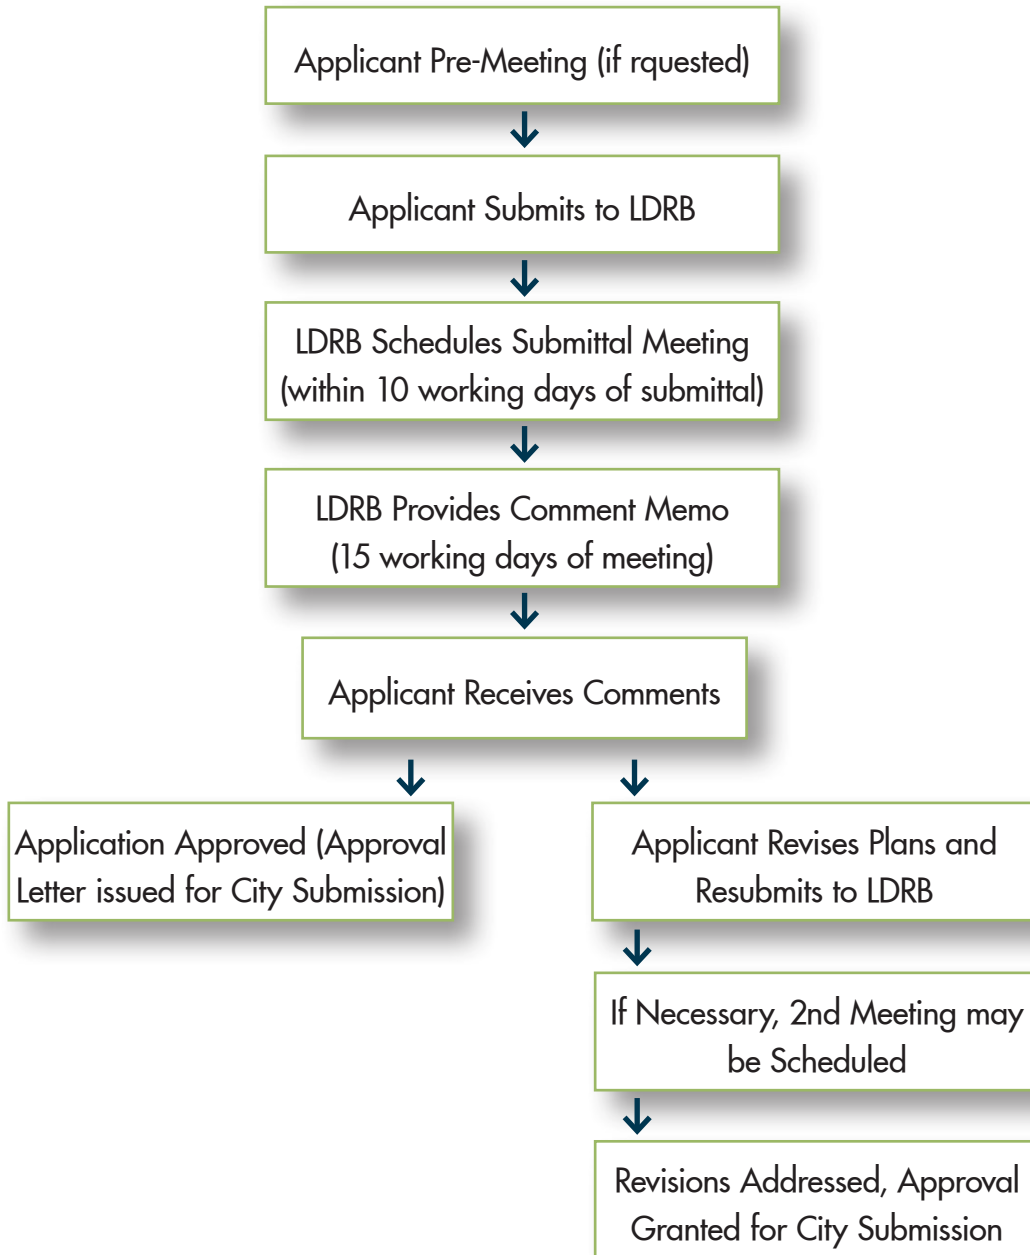 Applicant Pre-Meeting (if rquested)
Applicant Submits to LDRB
LDRB Schedules Submittal Meeting
(within 10 working days of submittal)
LDRB Provides Comment Memo
(15 working days of meeting)
Applicant Receives Comments
Application Approved (Approval
Letter issued for City Submission)
Applicant Revises Plans and
Resubmits to LDRB
If Necessary, 2nd Meeting may
be Scheduled
Revisions Addressed, Approval
Granted for City Submission